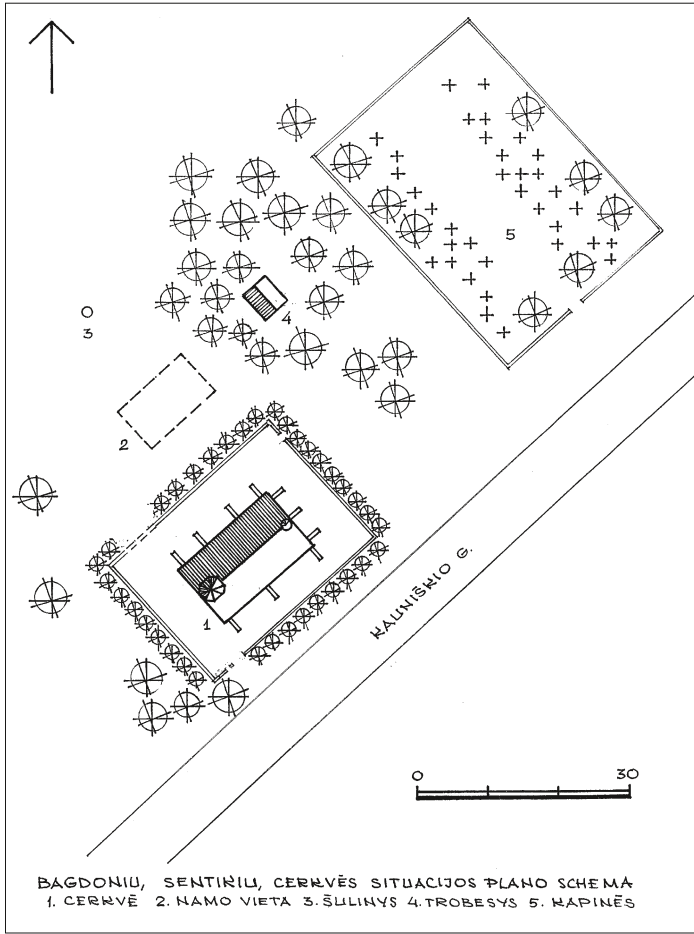 5
4
3
2
1
KAUNIŠKIO G.
0 30
BAGDONIŲ, SENTIKIŲ, CERKVĖS SITUACIJOS PLANO SCHEMA
1. CERKVĖ 2. NAMO VIETA 3. ŠULINYS 4. TROBESYS 5. KAPINĖS